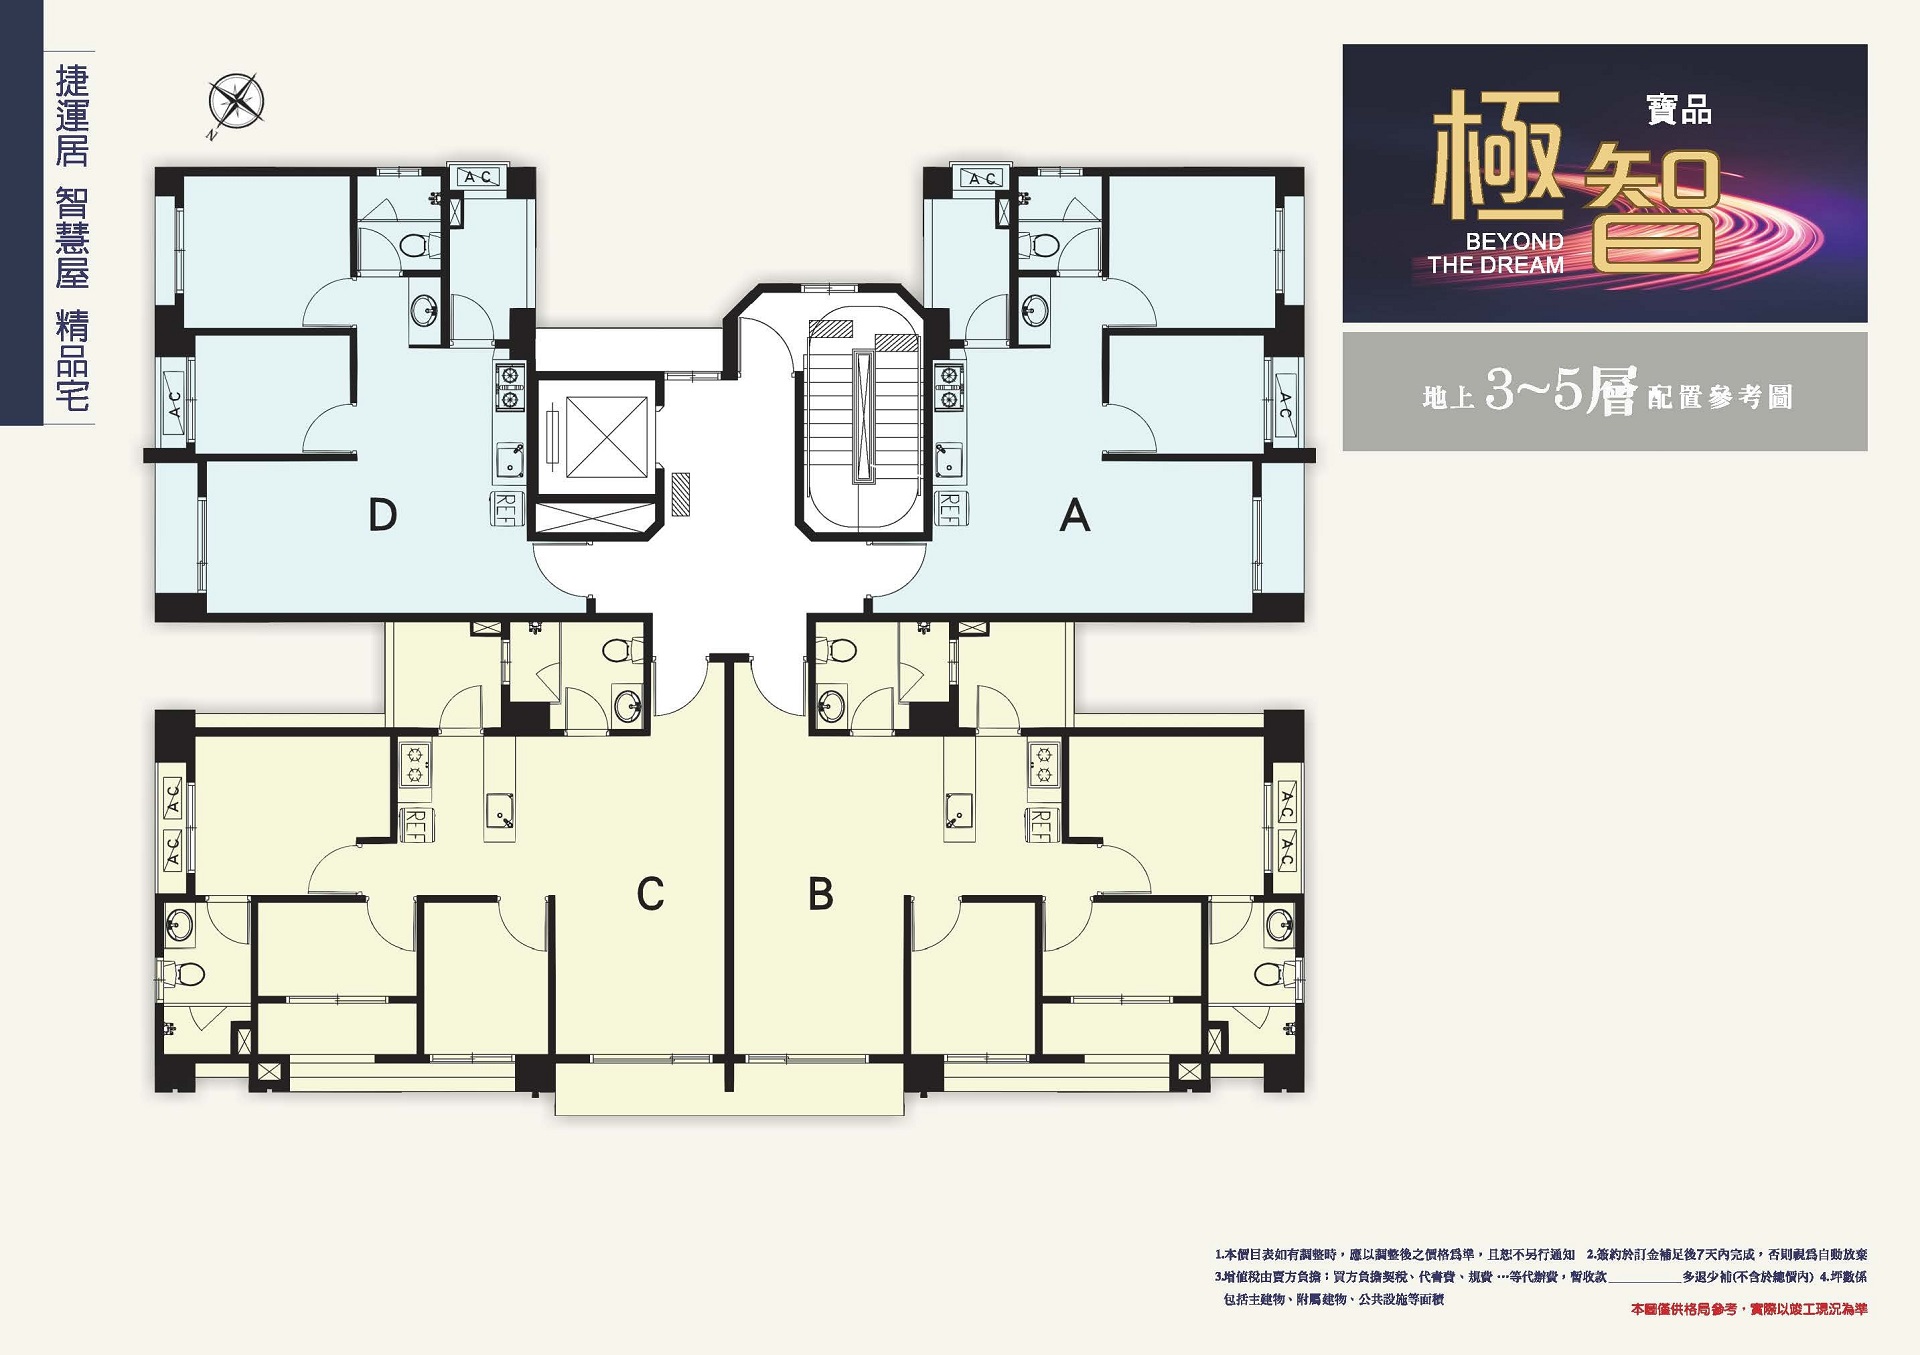 捷運居 智慧屋 精品宅
N
寶品
極智
BEYOND
THE DREAM
地上3~5層配置參考圖
AC
AC
AC
AC
REF
REF
D
A
AC
AC
REF
REF
AC
AC
C
B
1.本價目表如有調整時，應以調整後之價格為準，且恕不另行通知 2.簽約於訂金補足後7天內完成，否則視為自動放棄
3.增值稅由賣方負擔；買方負擔契稅、代書費、規費…等代辦費，暫收款__________多退少補(不含於總價內) 4.坪數係
包括主建物、附屬建物、公共設施等面積
本圖僅供格局參考，實際以竣工現況為準